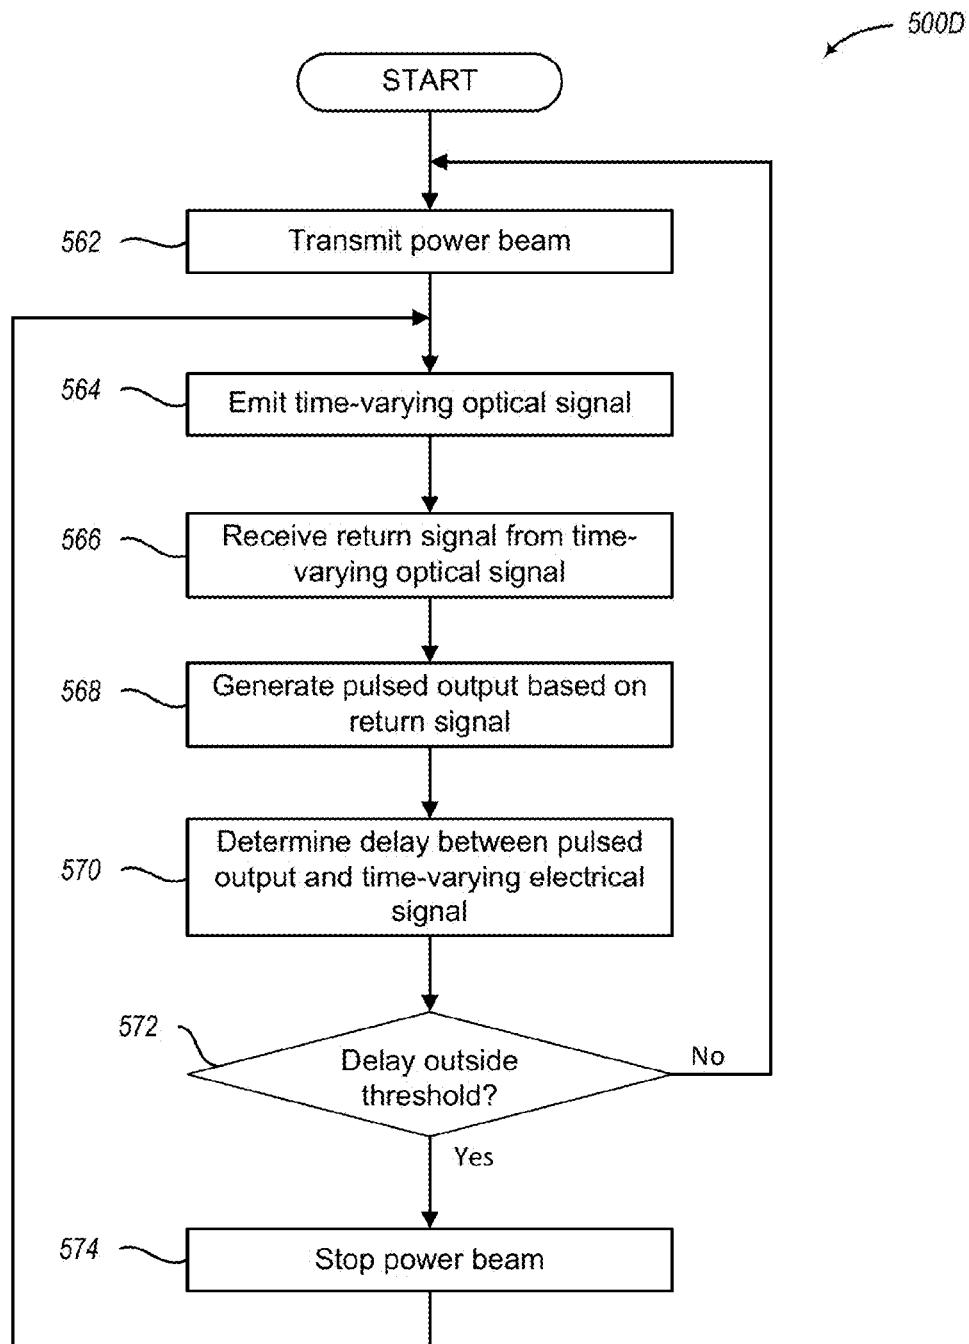 500D
START
562
Transmit power beam
564
Emit time-varying optical signal
566
Receive return signal from time-
varying optical signal
568
Generate pulsed output based on
return signal
570
Determine delay between pulsed
output and time-varying electrical
signal
572
Delay outside
threshold?
No
Yes
574
Stop power beam